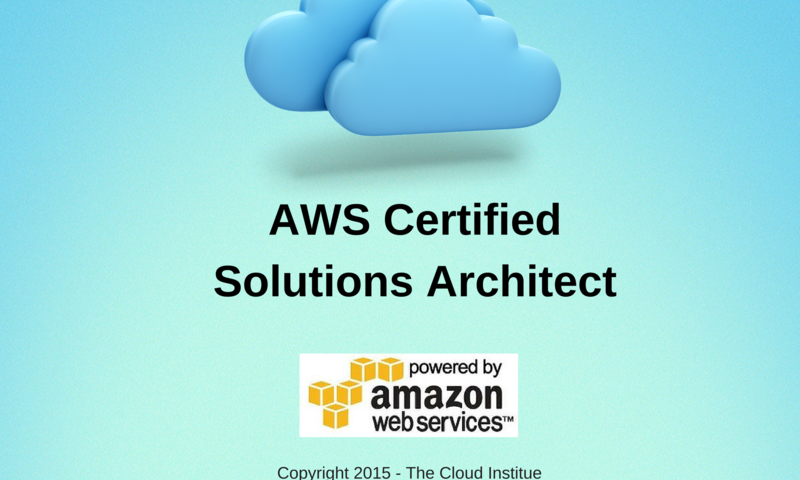 AWS Certified
Solutions Architect
powered by
amazon
web services™
Copyright 2015 - The Cloud Institue